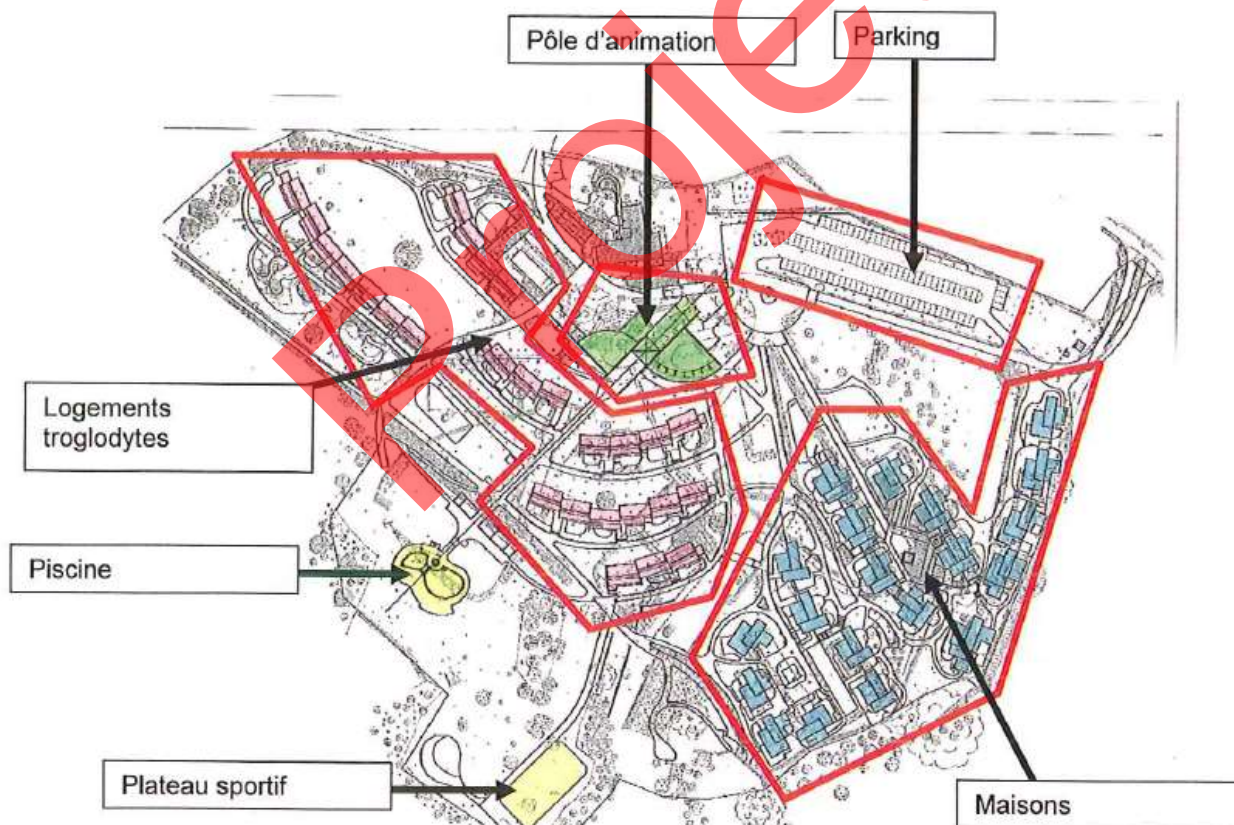 Pôle d'animation
Parking
Logements
troglodytes
Piscine
Plateau sportif
Maisons
Projet